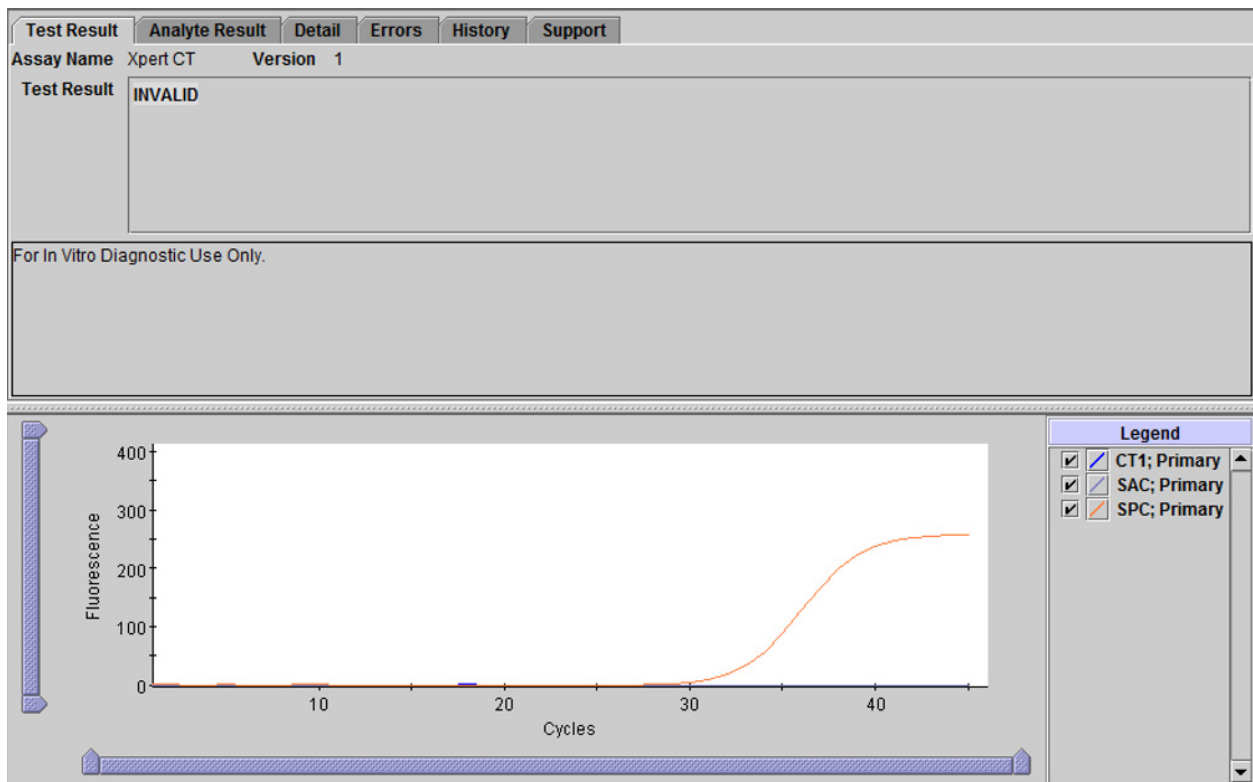 Test Result Analyte Result Detail Errors History Support
Assay Name Xpert CT Version 1
Test Result INVALID
For In Vitro Diagnostic Use Only.
400
300
200
100
0
Fluorescence
10 20 30 40
Cycles
Legend
CT1; Primary
SAC; Primary
SPC; Primary